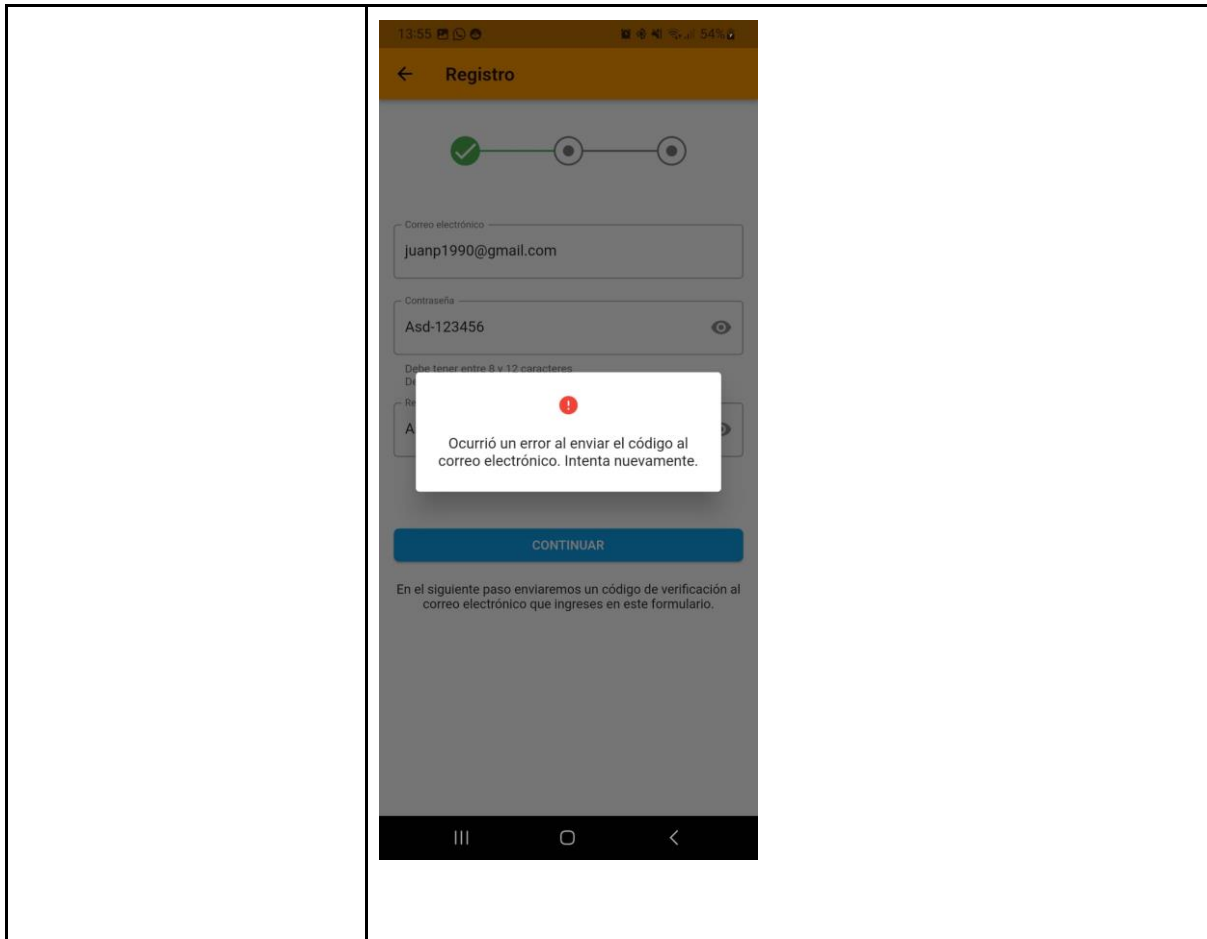 13:55 54%
Registro
Correo electrónico
juanp1990@gmail.com
Contraseña
Asd-123456
Debe tener entre 8 y 12 caracteres
De
Re
A
Ocurrió un error al enviar el código al
correo electrónico. Intenta nuevamente.
CONTINUAR
En el siguiente paso enviaremos un código de verificación al
correo electrónico que ingreses en este formulario.